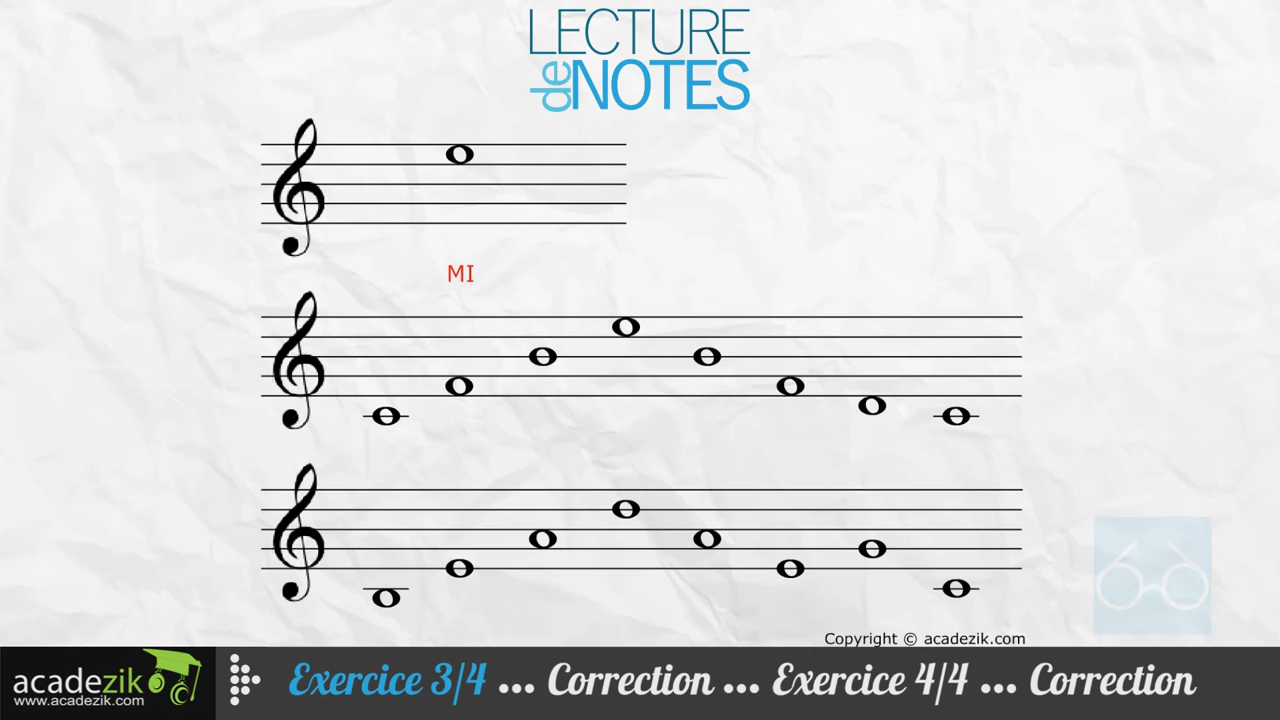 LECTURE
de NOTES
MI
Copyright © acadezik.com
acadezik
www.acadezik.com
Exercice 3/4 ... Correction ... Exercice 4/4 ... Correction